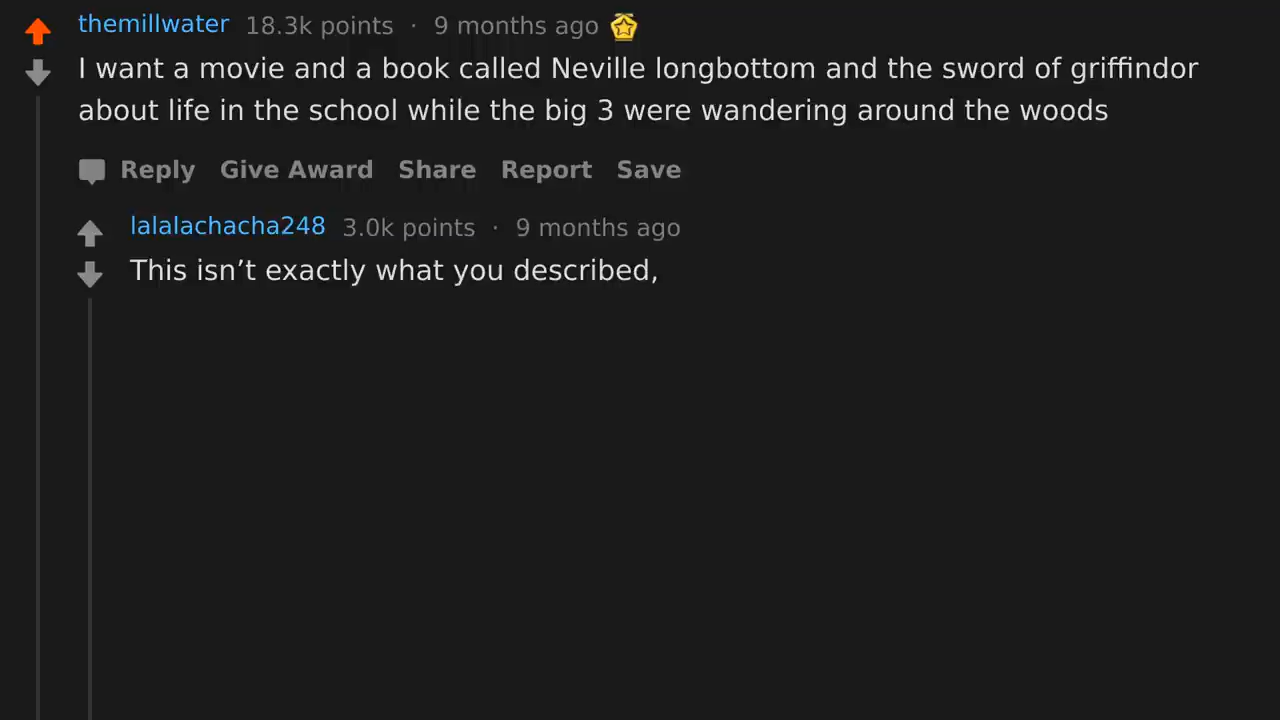 themillwater 18.3k points · 9 months ago
I want a movie and a book called Neville longbottom and the sword of griffindor
about life in the school while the big 3 were wandering around the woods
Reply Give Award Share Report Save
lalalachacha248 3.0k points · 9 months ago
This isn’t exactly what you described,